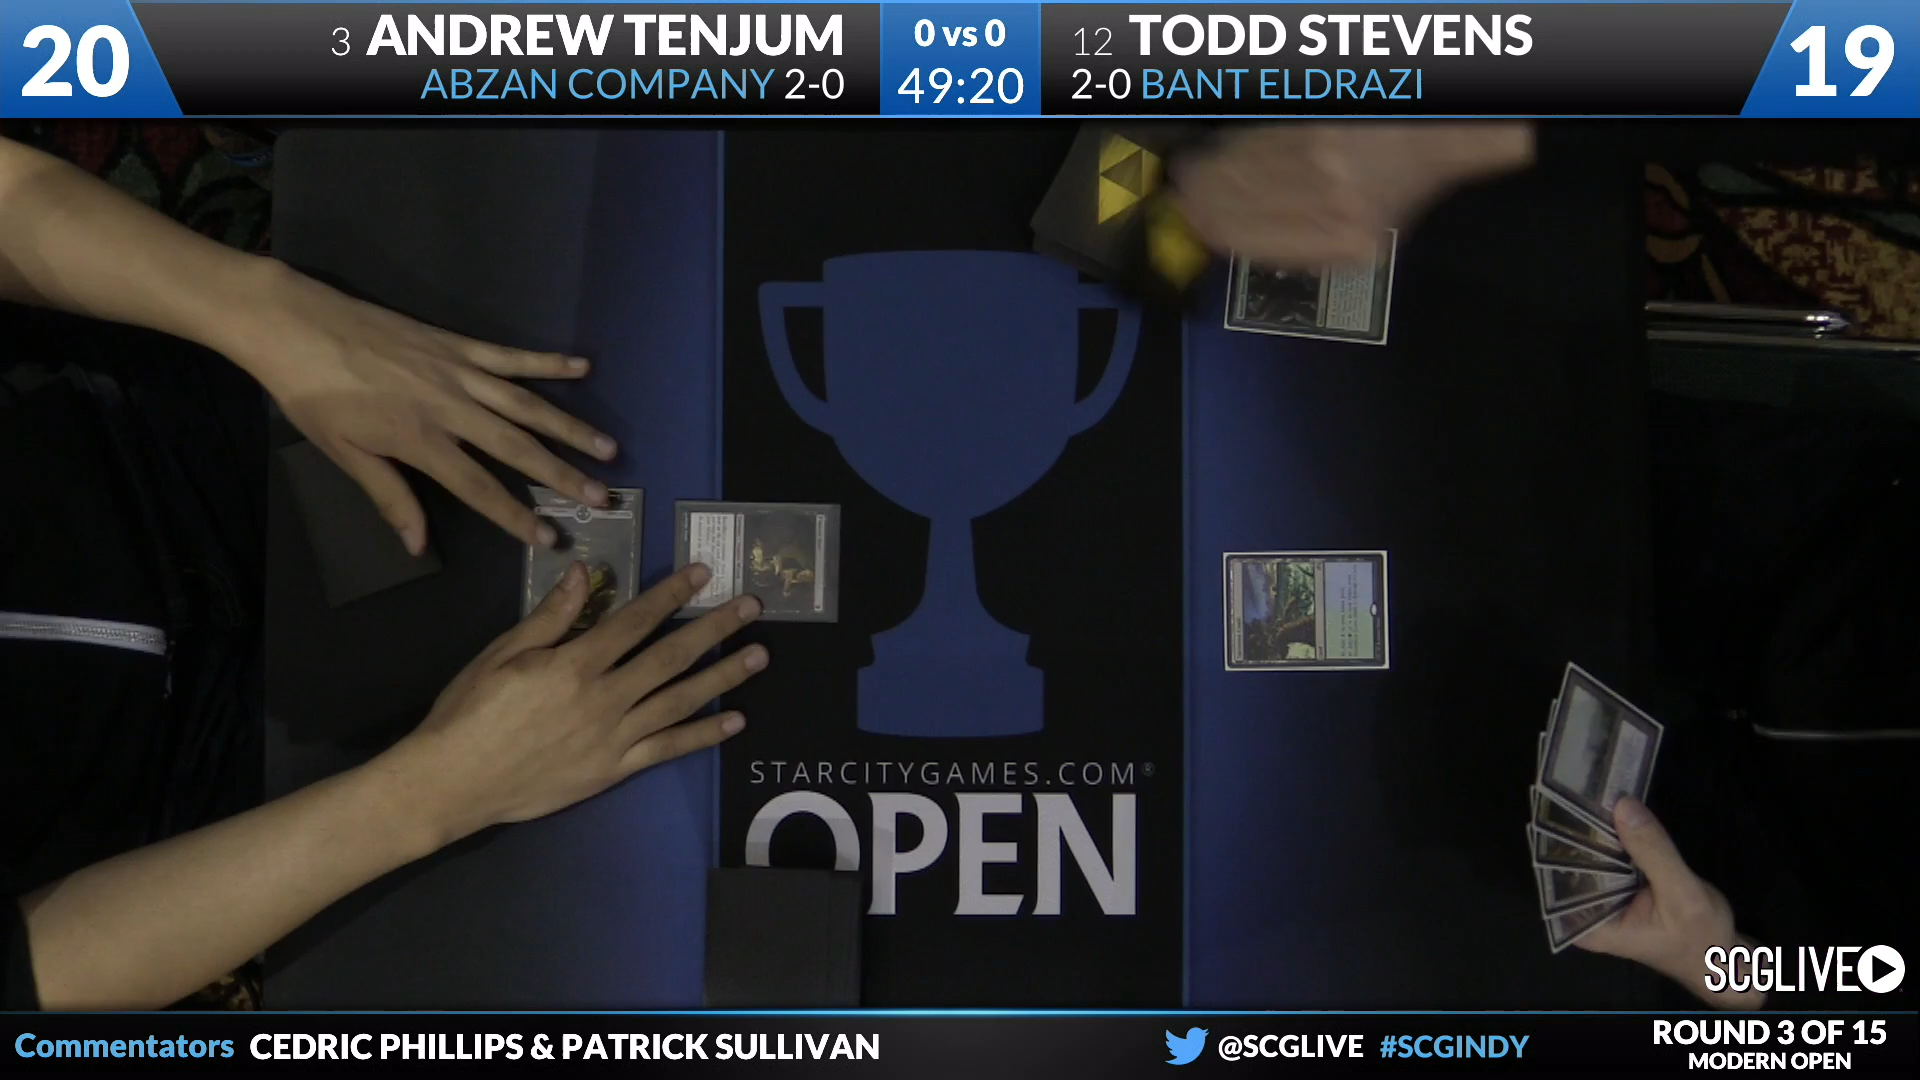 20
3 ANDREW TENJUM
ABZAN COMPANY 2-0
0 vs 0
49:20
12 TODD STEVENS
2-0 BANT ELDRAZI
19
STARCITYGAMES.COM®
OPEN
SCGLIVE
Commentators CEDRIC PHILLIPS & PATRICK SULLIVAN
@SCGLIVE #SCGINDY
ROUND 3 OF 15
MODERN OPEN